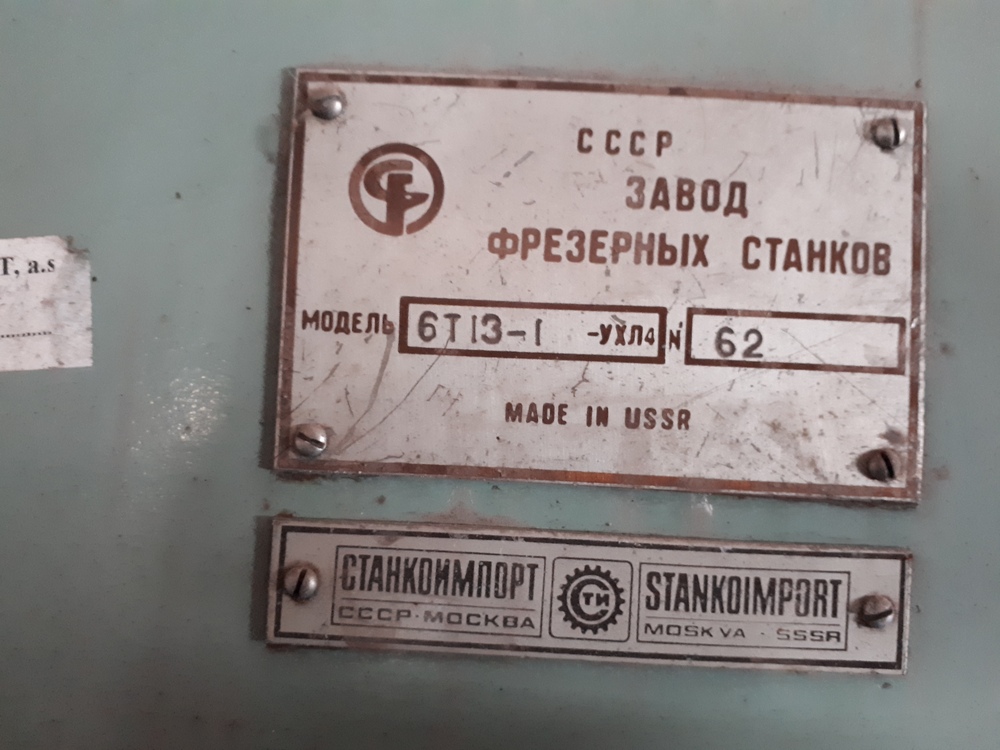 T, a.s
СССР
ЗАВОД
ФРЕЗЕРНЫХ СТАНКОВ
МОДЕЛЬ 6Т13-1 -УХЛ4 № 62
MADE IN USSR
СТАНКОИМПОРТ
СССР·МОСКВА
СТИ
STANKOIMPORT
MOSKVA · SSSR